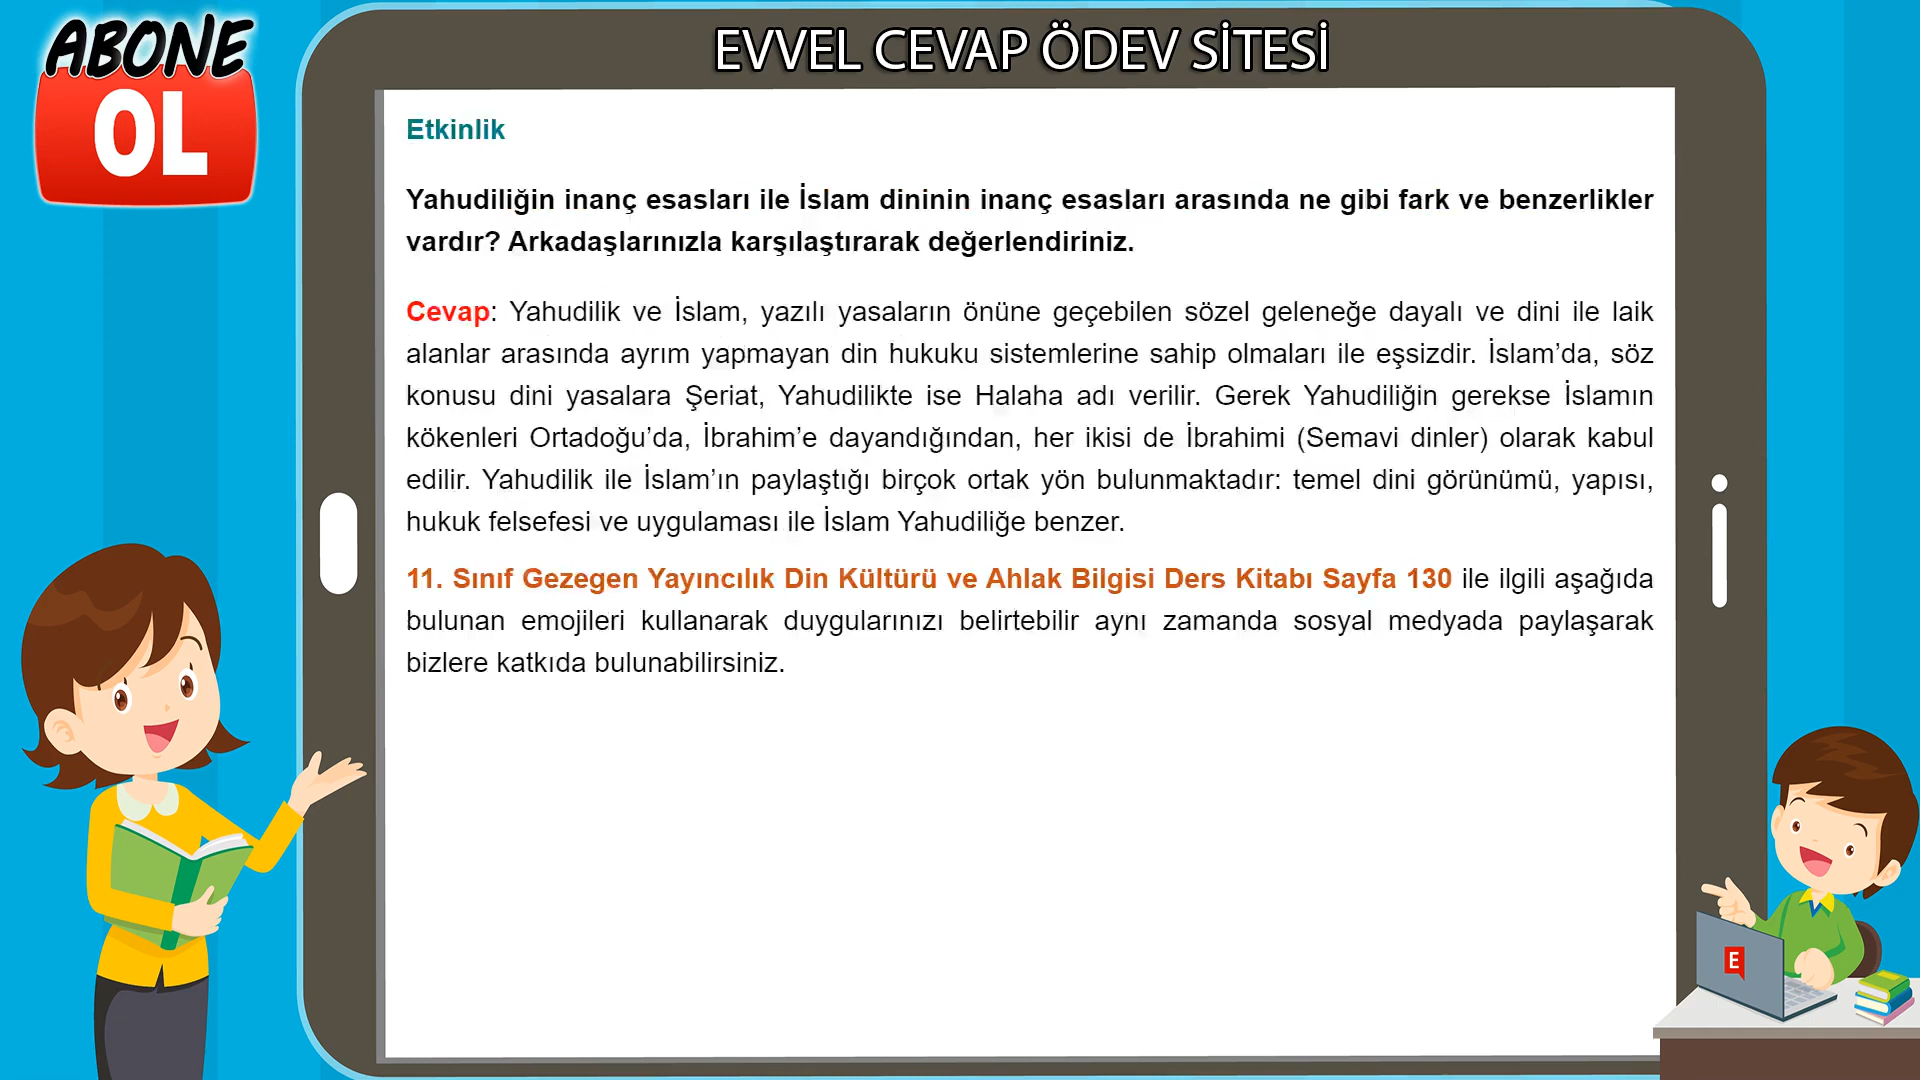 ABONE
OL
EVVEL CEVAP ÖDEV SİTESİ
Etkinlik
Yahudiliğin inanç esasları ile İslam dininin inanç esasları arasında ne gibi fark ve benzerlikler
vardır? Arkadaşlarınızla karşılaştırarak değerlendiriniz.
Cevap: Yahudilik ve İslam, yazılı yasaların önüne geçebilen sözel geleneğe dayalı ve dini ile laik
alanlar arasında ayrım yapmayan din hukuku sistemlerine sahip olmaları ile eşsizdir. İslam’da, söz
konusu dini yasalara Şeriat, Yahudilikte ise Halaha adı verilir. Gerek Yahudiliğin gerekse İslamın
kökenleri Ortadoğu’da, İbrahim’e dayandığından, her ikisi de İbrahimi (Semavi dinler) olarak kabul
edilir. Yahudilik ile İslam’ın paylaştığı birçok ortak yön bulunmaktadır: temel dini görünümü, yapısı,
hukuk felsefesi ve uygulaması ile İslam Yahudiliğe benzer.
11. Sınıf Gezegen Yayıncılık Din Kültürü ve Ahlak Bilgisi Ders Kitabı Sayfa 130 ile ilgili aşağıda
bulunan emojileri kullanarak duygularınızı belirtebilir aynı zamanda sosyal medyada paylaşarak
bizlere katkıda bulunabilirsiniz.
E